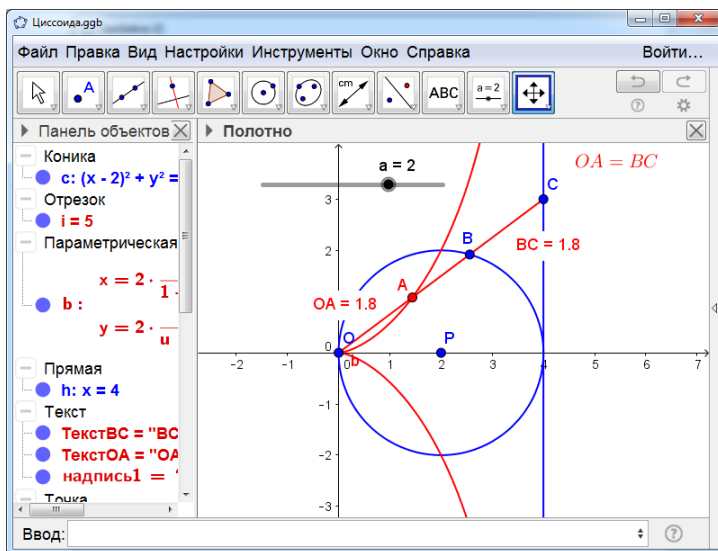 Циссоида.ggb
Файл Правка Вид Настройки Инструменты Окно Справка Войти...
A cm ABC a=2
Панель объектов
Полотно
Коника
c: (x - 2)² + y² =
Отрезок
i = 5
Параметрическая
x = 2 ·
1
b :
y = 2 ·
u
Прямая
h: x = 4
Текст
ТекстBC = "BC
ТекстOA = "OA
надпись1 = "
Точка
a = 2
OA = BC
C
3
B
BC = 1.8
2
A
OA = 1.8
1
O
P
0
b
-2 -1 0 1 2 3 4 5 6 7
-1
-2
-3
Ввод: